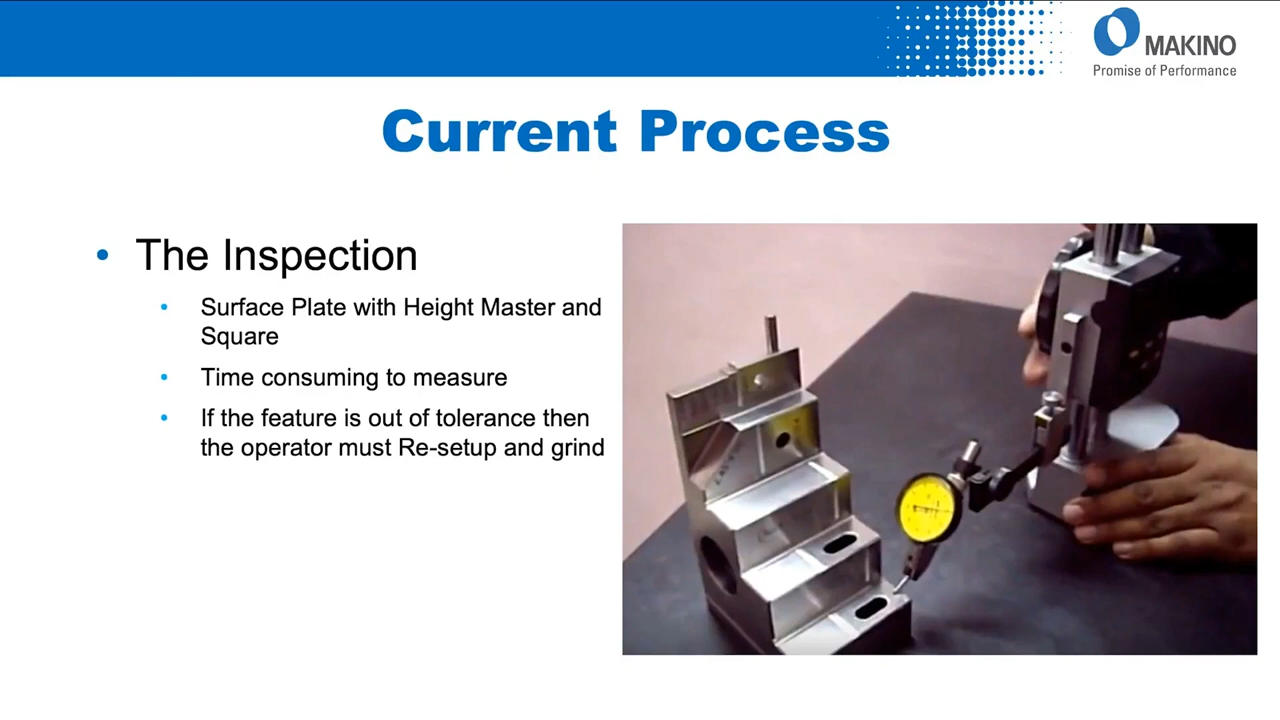 MAKINO
Promise of Performance
Current Process
• The Inspection
• Surface Plate with Height Master and
Square
• Time consuming to measure
• If the feature is out of tolerance then
the operator must Re-setup and grind